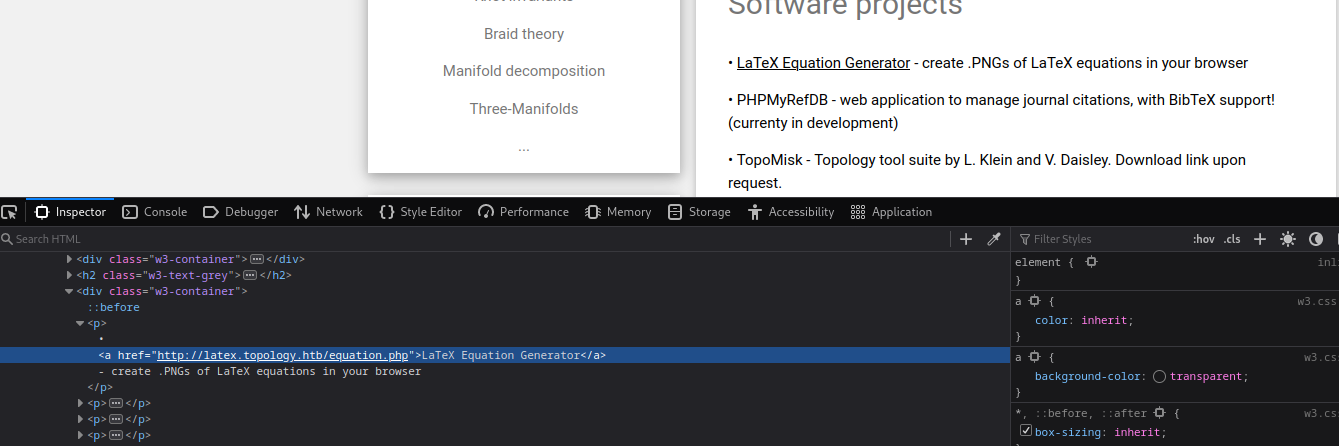 Knot invariants
Braid theory
Manifold decomposition
Three-Manifolds
...
Software projects
• LaTeX Equation Generator - create .PNGs of LaTeX equations in your browser
• PHPMyRefDB - web application to manage journal citations, with BibTeX support!
(currenty in development)
• TopoMisk - Topology tool suite by L. Klein and V. Daisley. Download link upon
request.
Inspector Console Debugger Network Style Editor Performance Memory Storage Accessibility Application
Search HTML
<div class="w3-container"> ••• </div>
<h2 class="w3-text-grey"> ••• </h2>
<div class="w3-container">
::before
<p>
•
<a href="http://latex.topology.htb/equation.php">LaTeX Equation Generator</a>
- create .PNGs of LaTeX equations in your browser
</p>
<p> ••• </p>
<p> ••• </p>
<p> ••• </p>
Filter Styles :hov .cls
element { inl
}
a { w3.css
color: inherit;
}
a { w3.cs
background-color: transparent;
}
*, ::before, ::after { w3.cs
box-sizing: inherit;